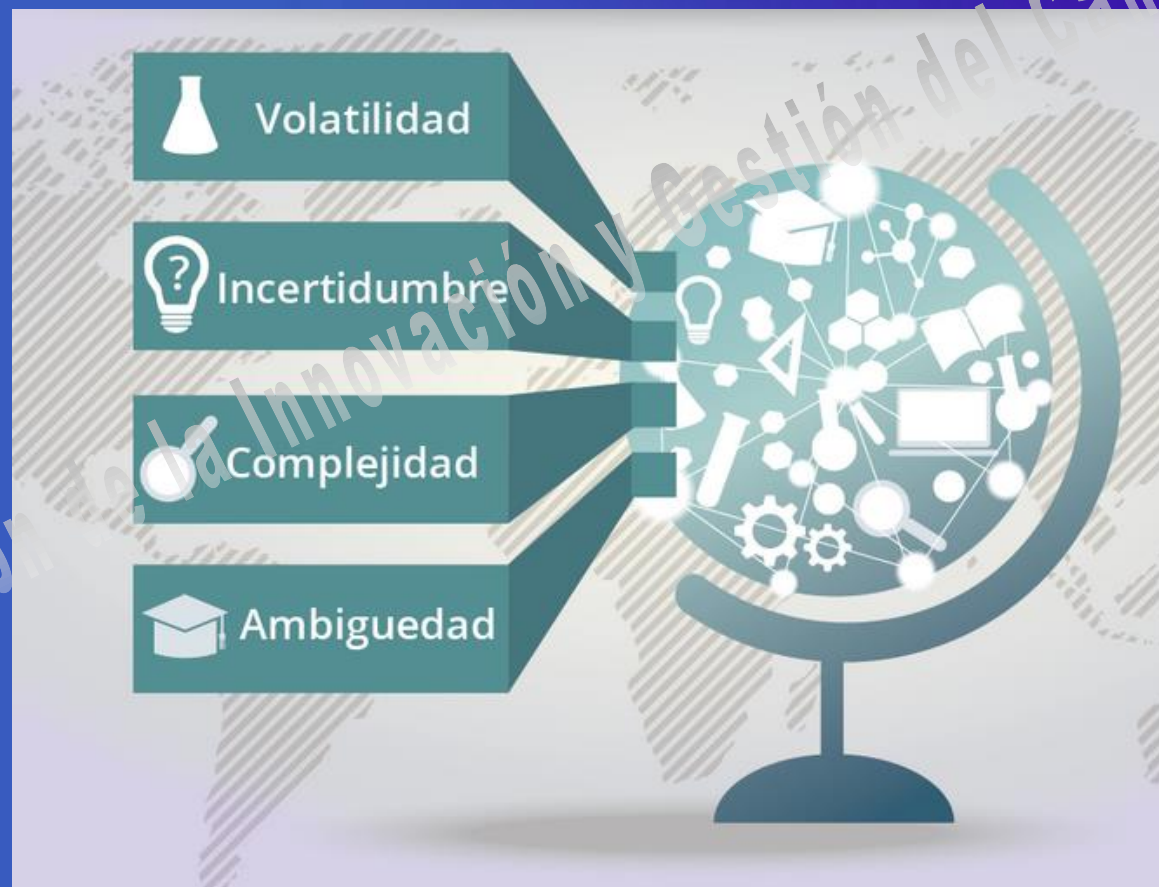 Volatilidad
?
Incertidumbre
Complejidad
Ambiguedad
de la Innovación y Gestión del